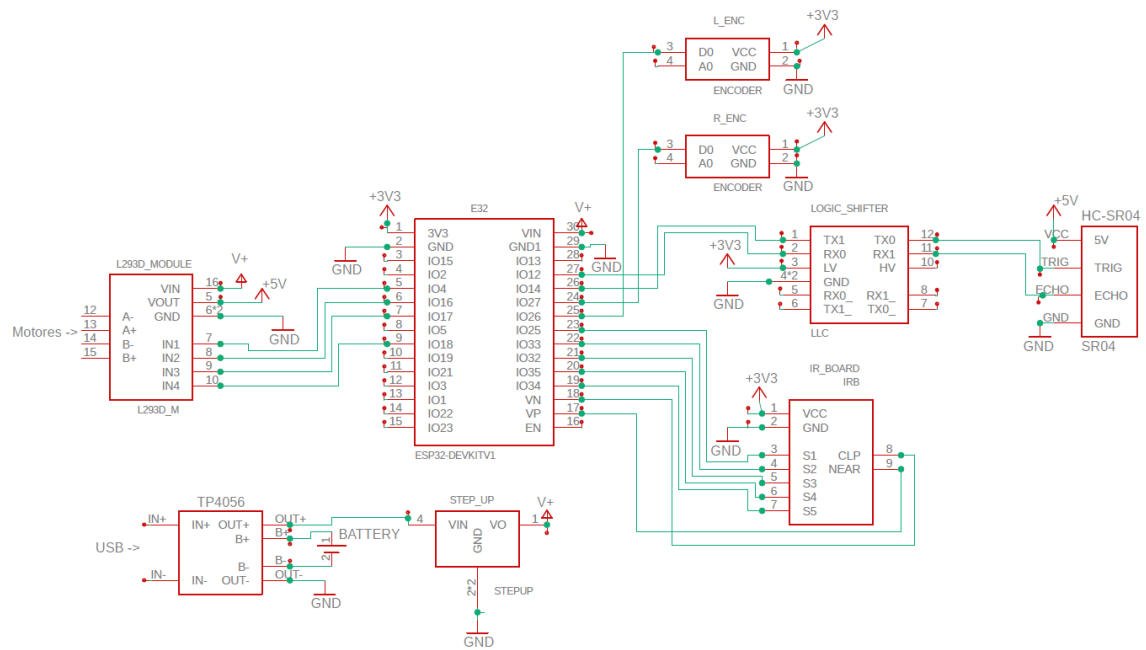 L_ENC
+3V3
3 D0 VCC 1
4 A0 GND 2
GND
ENCODER
R_ENC
+3V3
3 D0 VCC 1
4 A0 GND 2
GND
ENCODER
+3V3
E32
V+
1 3V3 VIN 30
2 GND GND1 29
3 IO15 IO13 28
4 IO2 IO12 27
5 IO4 IO14 26
6 IO16 IO27 24
7 IO17 IO26 25
8 IO5 IO25 23
9 IO18 IO33 22
10 IO19 IO32 21
11 IO21 IO35 20
12 IO3 IO34 19
13 IO1 VN 18
14 IO22 VP 17
15 IO23 EN 16
GND
GND
ESP32-DEVKITV1
LOGIC_SHIFTER
+3V3
1 TX1 TX0 12
2 RX0 RX1 11
3 LV HV 10
4*2 GND
5 RX0_ RX1_ 8
6 TX1_ TX0_ 7
GND
LLC
+5V
HC-SR04
VCC 5V
TRIG TRIG
ECHO ECHO
GND GND
GND
SR04
L293D_MODULE
V+
+5V
VIN 16
VOUT 5
GND 6*2
GND
Motores ->
12 A-
13 A+
14 B-
15 B+
IN1 7
IN2 8
IN3 9
IN4 10
L293D_M
IR_BOARD
IRB
+3V3
1 VCC
2 GND
GND
3 S1 CLP 8
4 S2 NEAR 9
5 S3
6 S4
7 S5
TP4056
USB ->
IN+ IN+ OUT+ OUT+
B+ B+
B- B-
IN- IN- OUT- OUT-
BATTERY
1
2
GND
STEP_UP
V+
4 VIN VO 1
GND
2*2
STEPUP
GND